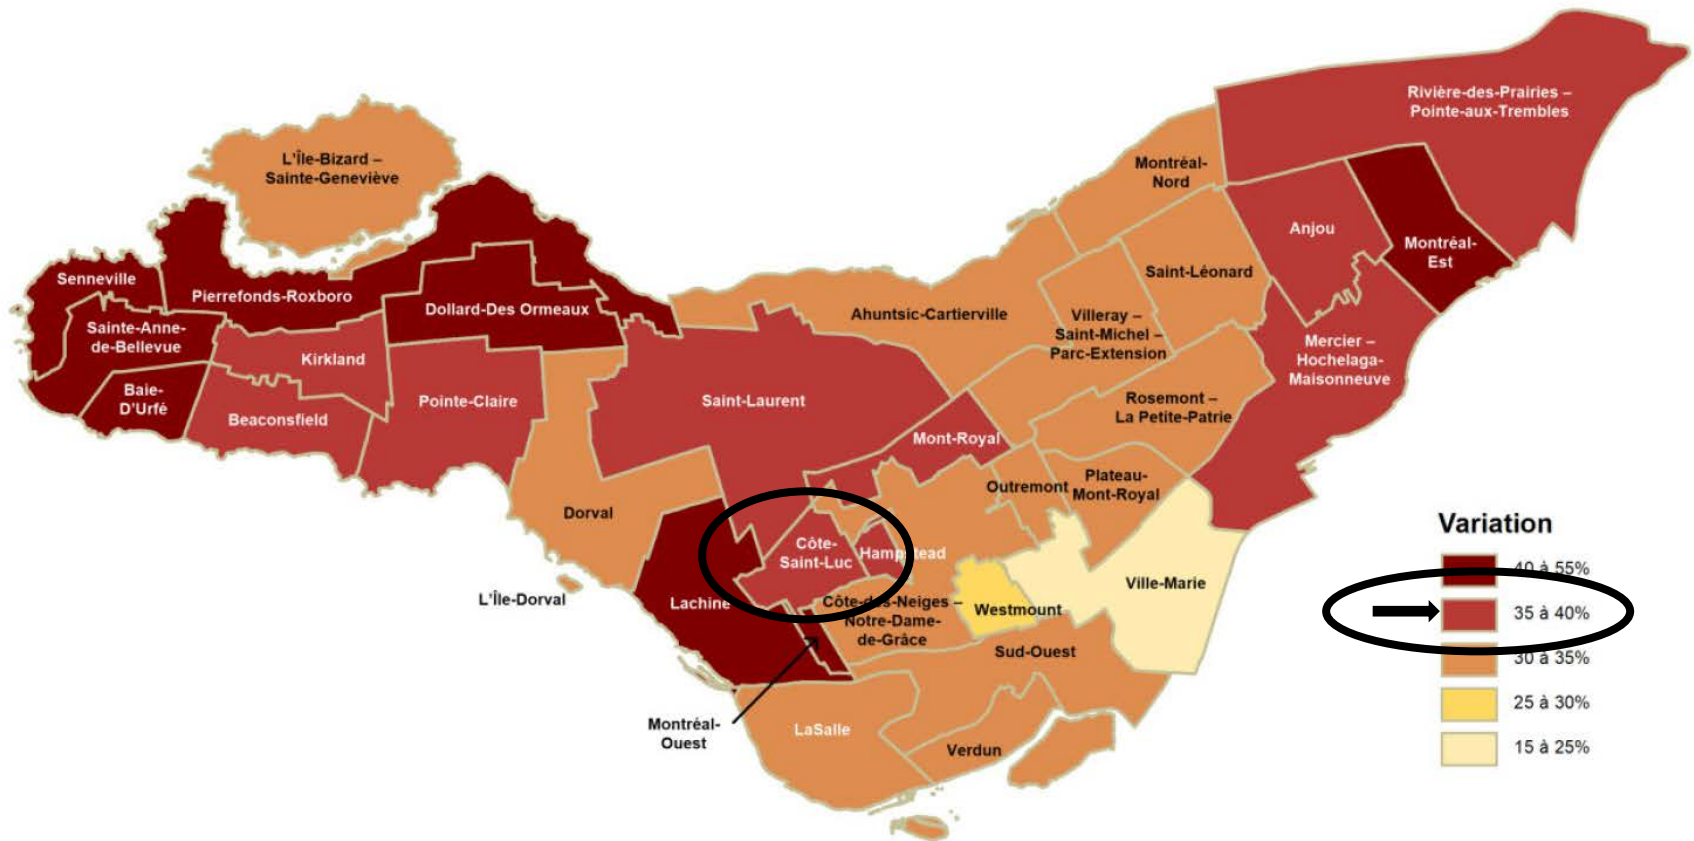 Rivière-des-Prairies –
Pointe-aux-Trembles
L'Île-Bizard –
Sainte-Geneviève
Montréal-
Nord
Anjou
Montréal-
Est
Senneville
Pierrefonds-Roxboro
Dollard-Des Ormeaux
Saint-Léonard
Ahuntsic-Cartierville
Villeray –
Saint-Michel –
Parc-Extension
Sainte-Anne-
de-Bellevue
Kirkland
Mercier –
Hochelaga-
Maisonneuve
Baie-
D'Urfé
Beaconsfield
Pointe-Claire
Saint-Laurent
Rosemont –
La Petite-Patrie
Mont-Royal
Outremont
Plateau-
Mont-Royal
Dorval
Côte-
Saint-Luc
Hampstead
L'Île-Dorval
Lachine
Côte-des-Neiges –
Notre-Dame-
de-Grâce
Westmount
Ville-Marie
Sud-Ouest
Montréal-
Ouest
LaSalle
Verdun
Variation
40 à 55%
35 à 40%
30 à 35%
25 à 30%
15 à 25%